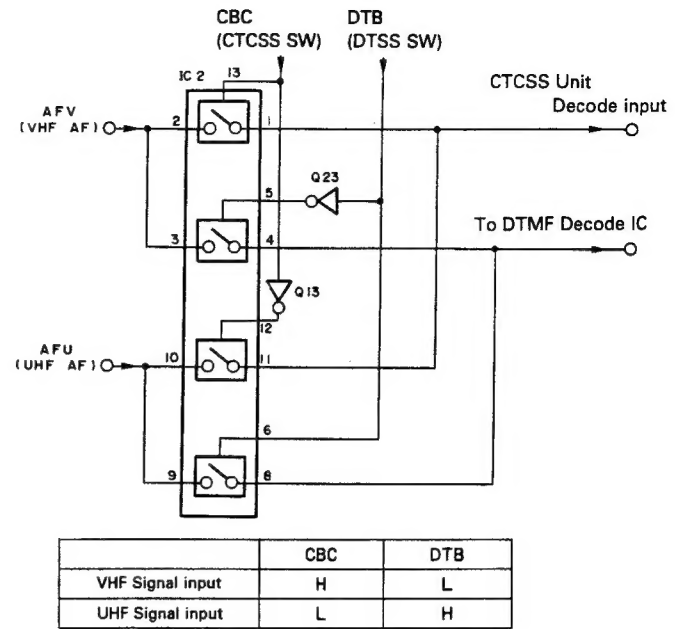 CBC
(CTCSS SW)
DTB
(DTSS SW)
IC 2
13
CTCSS Unit
Decode input
AFV
(VHF AF)
2
1
Q23
5
To DTMF Decode IC
3
4
Q13
12
AFU
(UHF AF)
10
11
6
9
8
CBC DTB
VHF Signal input H L
UHF Signal input L H